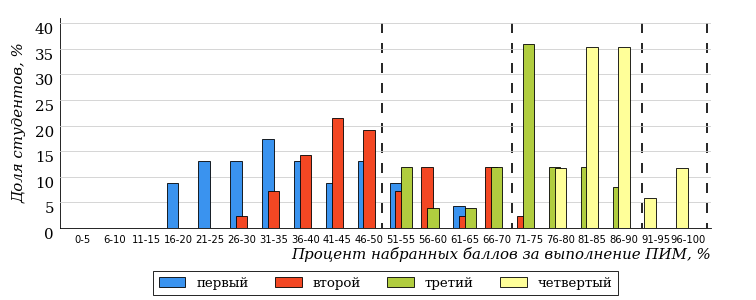 Доля студентов, %
40
35
30
25
20
15
10
5
0
0-5 6-10 11-15 16-20 21-25 26-30 31-35 36-40 41-45 46-50 51-55 56-60 61-65 66-70 71-75 76-80 81-85 86-90 91-95 96-100
Процент набранных баллов за выполнение ПИМ, %
первый второй третий четвертый